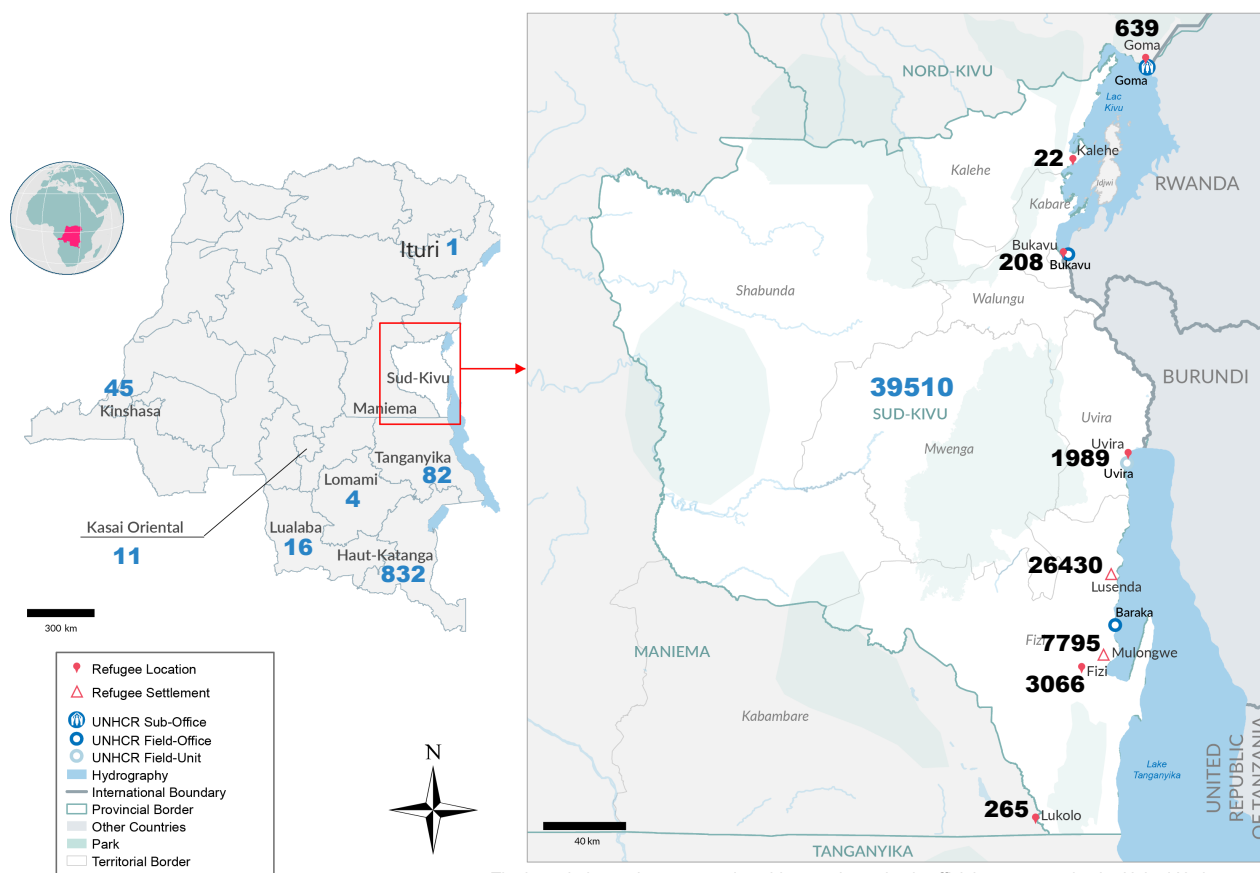 Ituri 1
Sud-Kivu
45
Kinshasa
Maniema
Tanganyika
82
Lomami
4
Kasai Oriental
11
Lualaba
16
Haut-Katanga
832
300 km
Refugee Location
Refugee Settlement
UNHCR Sub-Office
UNHCR Field-Office
UNHCR Field-Unit
Hydrography
International Boundary
Provincial Border
Other Countries
Park
Territorial Border
N
639
Goma
Goma
NORD-KIVU
Lac
Kivu
22
Kalehe
Kalehe
Idjwi
RWANDA
Kabare
Bukavu
208
Bukavu
Shabunda
Walungu
39510
SUD-KIVU
BURUNDI
Uvira
Mwenga
Uvira
1989
Uvira
26430
Lusenda
Baraka
Fizi
7795
Mulongwe
Fizi
3066
MANIEMA
Kabambare
Lake
Tanganyika
UNITED
REPUBLIC
OF TANZANIA
265
Lukolo
40 km
TANGANYIKA